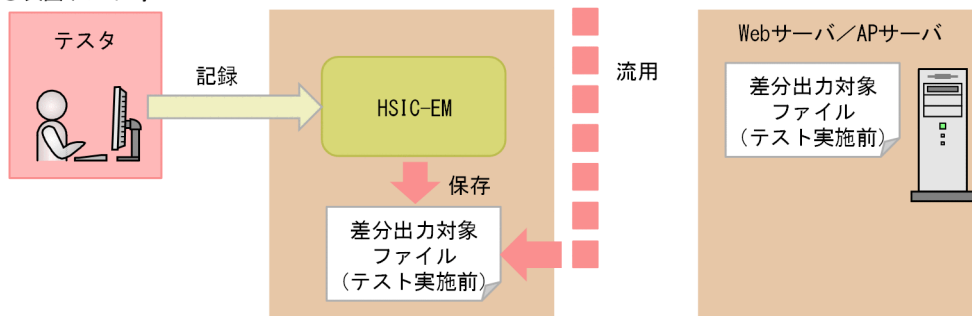 テスタ
記録
HSIC-EM
保存
差分出力対象
ファイル
(テスト実施前)
流用
Webサーバ／APサーバ
差分出力対象
ファイル
(テスト実施前)